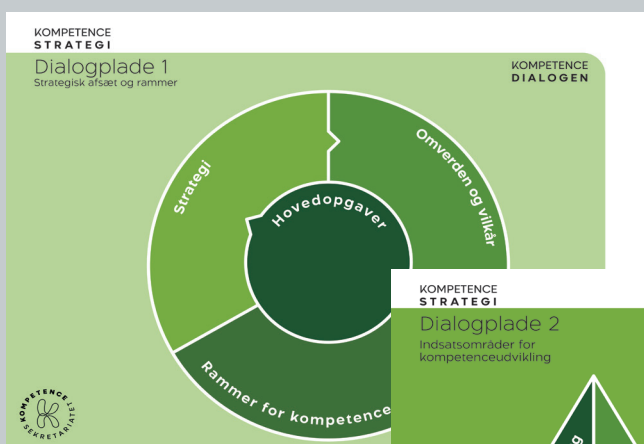 KOMPETENCE
STRATEGI
Dialogplade 1
Strategisk afsæt og rammer
KOMPETENCE
DIALOGEN
Strategi
Omverden og vilkår
Hovedopgaver
Rammer for kompetence
KOMPETENCE
SEKRETARIATET
KOMPETENCE
STRATEGI
Dialogplade 2
Indsatsområder for
kompetenceudvikling